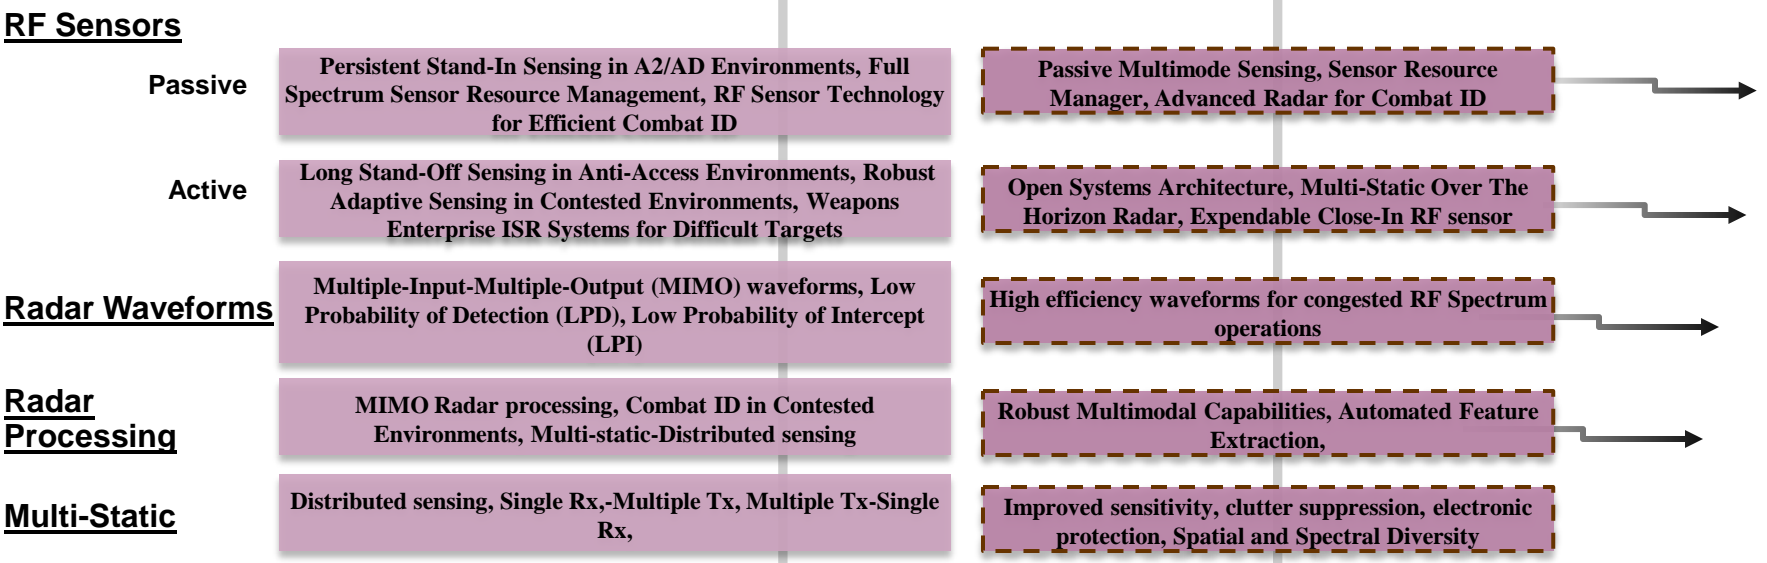 RF Sensors
Passive
Persistent Stand-In Sensing in A2/AD Environments, Full
Spectrum Sensor Resource Management, RF Sensor Technology
for Efficient Combat ID
Passive Multimode Sensing, Sensor Resource
Manager, Advanced Radar for Combat ID
Active
Long Stand-Off Sensing in Anti-Access Environments, Robust
Adaptive Sensing in Contested Environments, Weapons
Enterprise ISR Systems for Difficult Targets
Open Systems Architecture, Multi-Static Over The
Horizon Radar, Expendable Close-In RF sensor
Radar Waveforms
Multiple-Input-Multiple-Output (MIMO) waveforms, Low
Probability of Detection (LPD), Low Probability of Intercept
(LPI)
High efficiency waveforms for congested RF Spectrum
operations
Radar
Processing
MIMO Radar processing, Combat ID in Contested
Environments, Multi-static-Distributed sensing
Robust Multimodal Capabilities, Automated Feature
Extraction,
Multi-Static
Distributed sensing, Single Rx,-Multiple Tx, Multiple Tx-Single
Rx,
Improved sensitivity, clutter suppression, electronic
protection, Spatial and Spectral Diversity